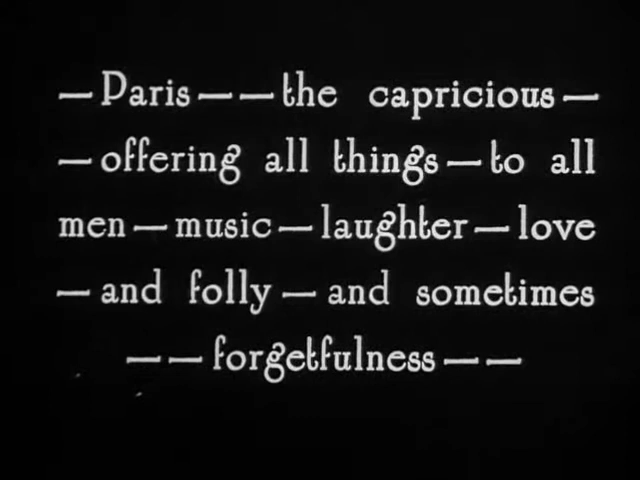 —Paris——the capricious—
—offering all things—to all
men—music—laughter—love
—and folly—and sometimes
——forgetfulness——